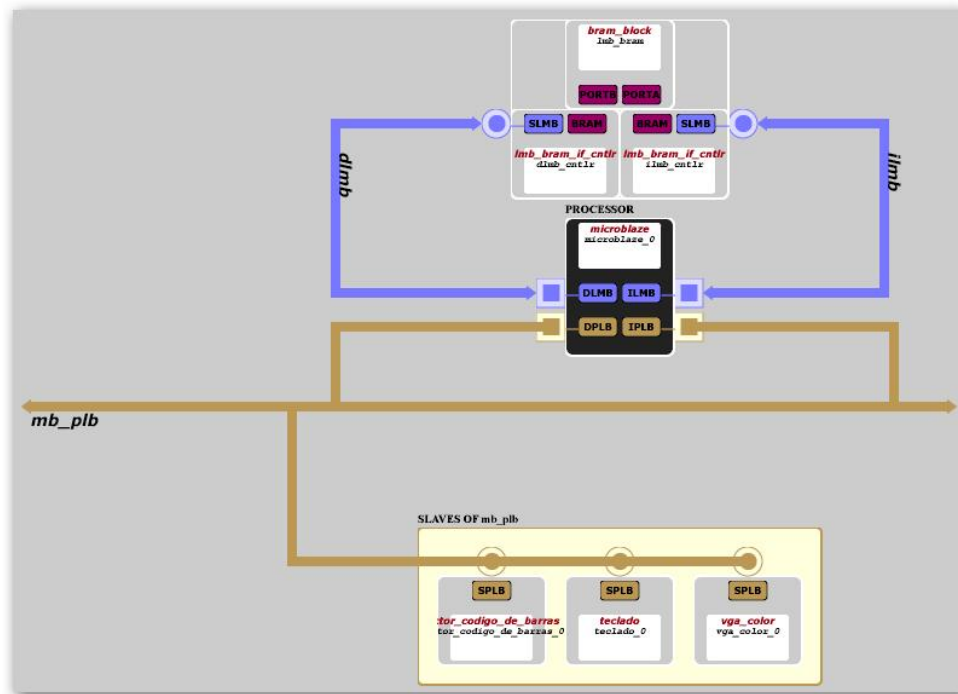 bram_block
lmb_bram
PORTB PORTA
SLMB BRAM BRAM SLMB
lmb_bram_if_cntlr lmb_bram_if_cntlr
dlmb_cntlr ilmb_cntlr
dlmb
ilmb
PROCESSOR
microblaze
microblaze_0
DLMB ILMB
DPLB IPLB
mb_plb
SLAVES OF mb_plb
SPLB SPLB SPLB
ctor_codigo_de_barras teclado vga_color
tor_codigo_de_barras_0 teclado_0 vga_color_0